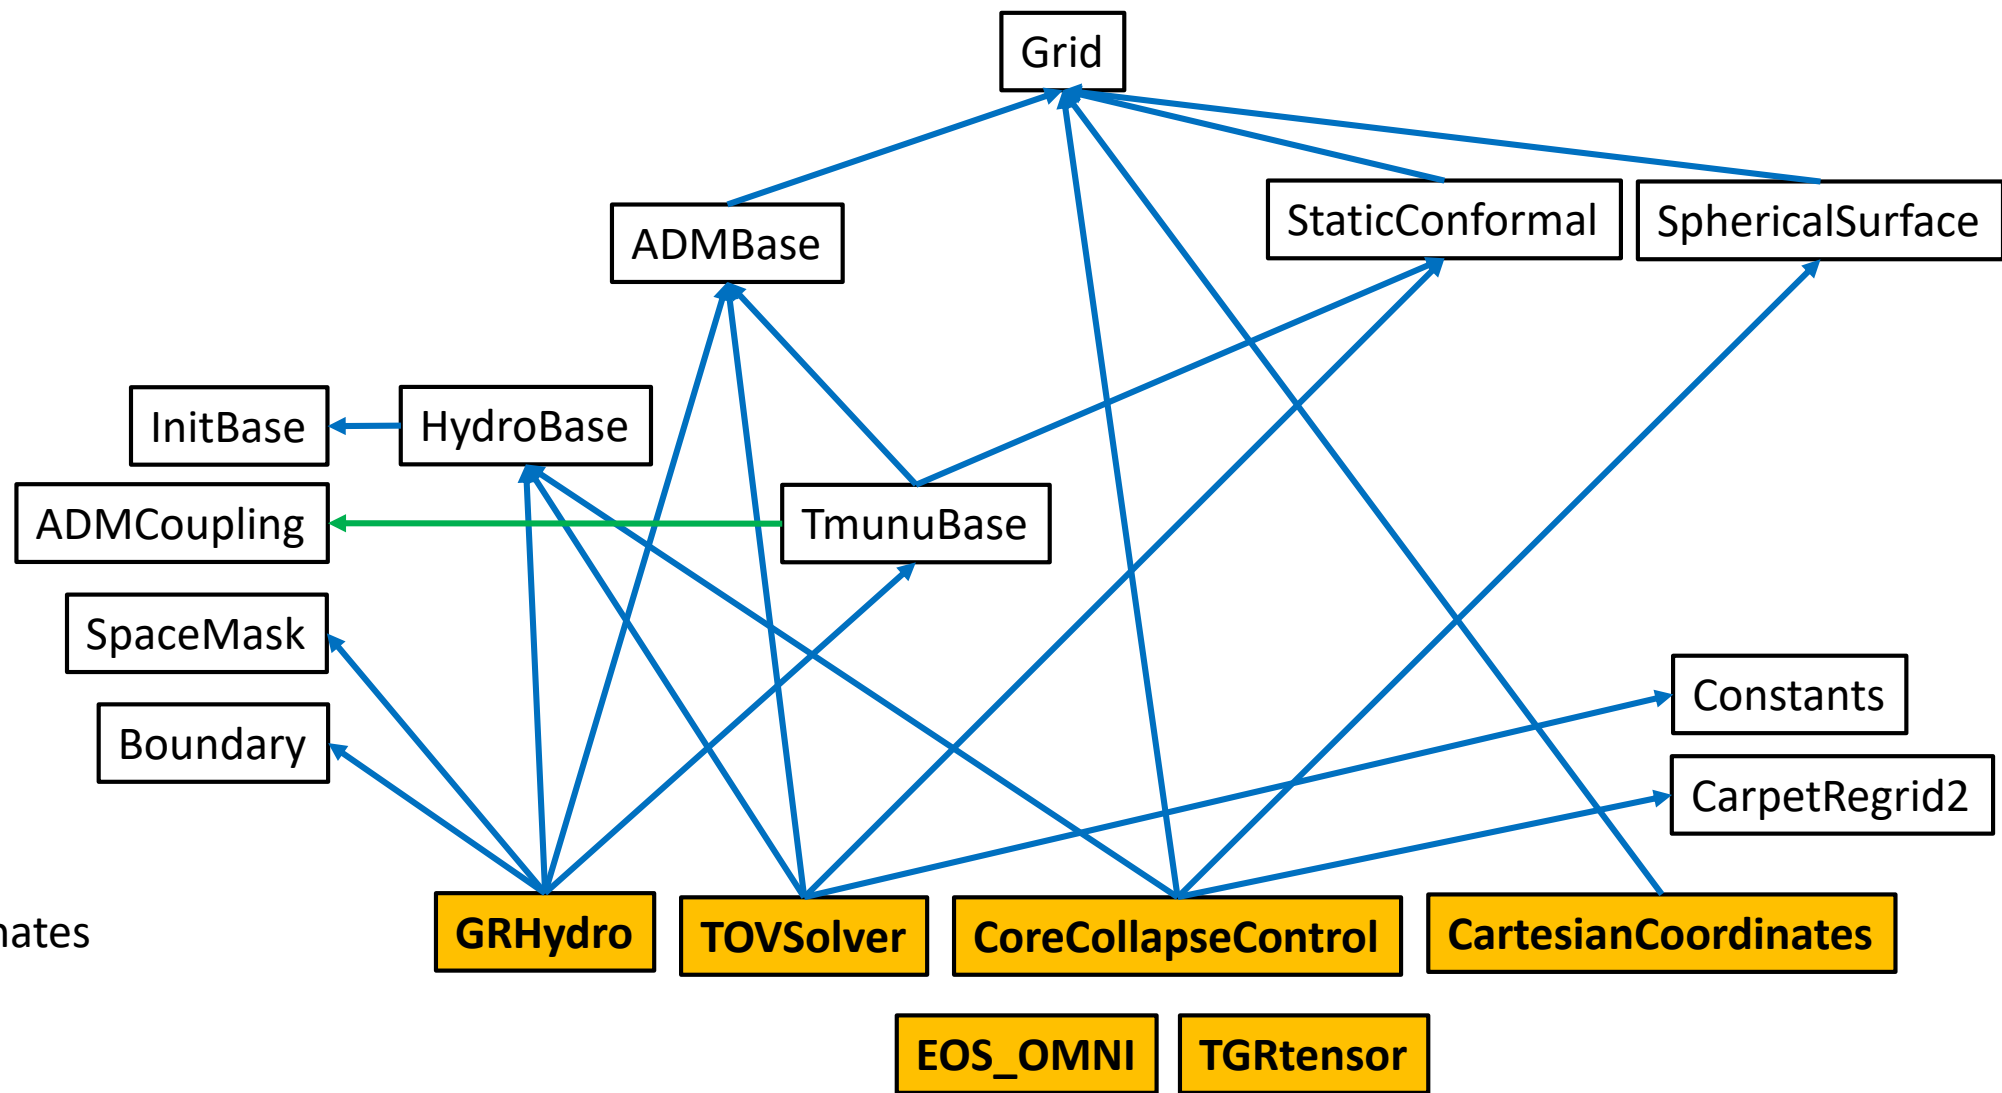 Grid
ADMBase
StaticConformal
SphericalSurface
InitBase
HydroBase
ADMCoupling
TmunuBase
SpaceMask
Constants
Boundary
CarpetRegrid2
nates
GRHydro
TOVSolver
CoreCollapseControl
CartesianCoordinates
EOS_OMNI
TGRtensor